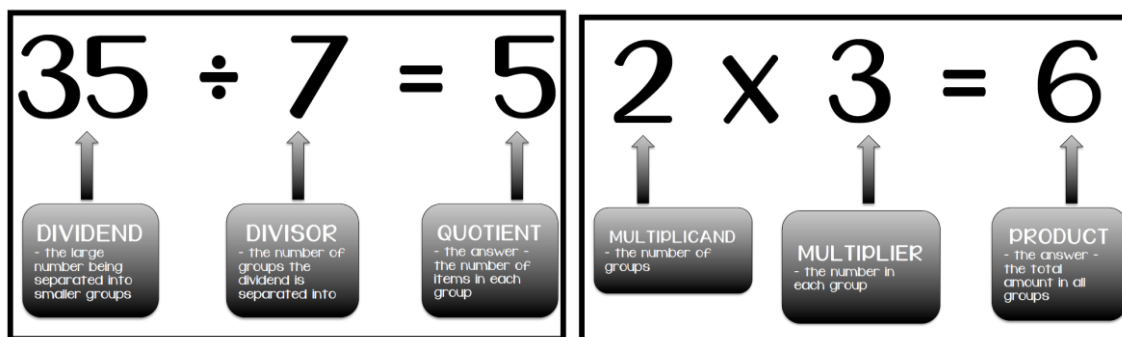 35 ÷ 7 = 5
DIVIDEND
- the large
number being
separated into
smaller groups
DIVISOR
- the number of
groups the
dividend is
separated into
QUOTIENT
- the answer -
the number of
items in each
group
2 x 3 = 6
MULTIPLICAND
- the number of
groups
MULTIPLIER
- the number in
each group
PRODUCT
- the answer -
the total
amount in all
groups